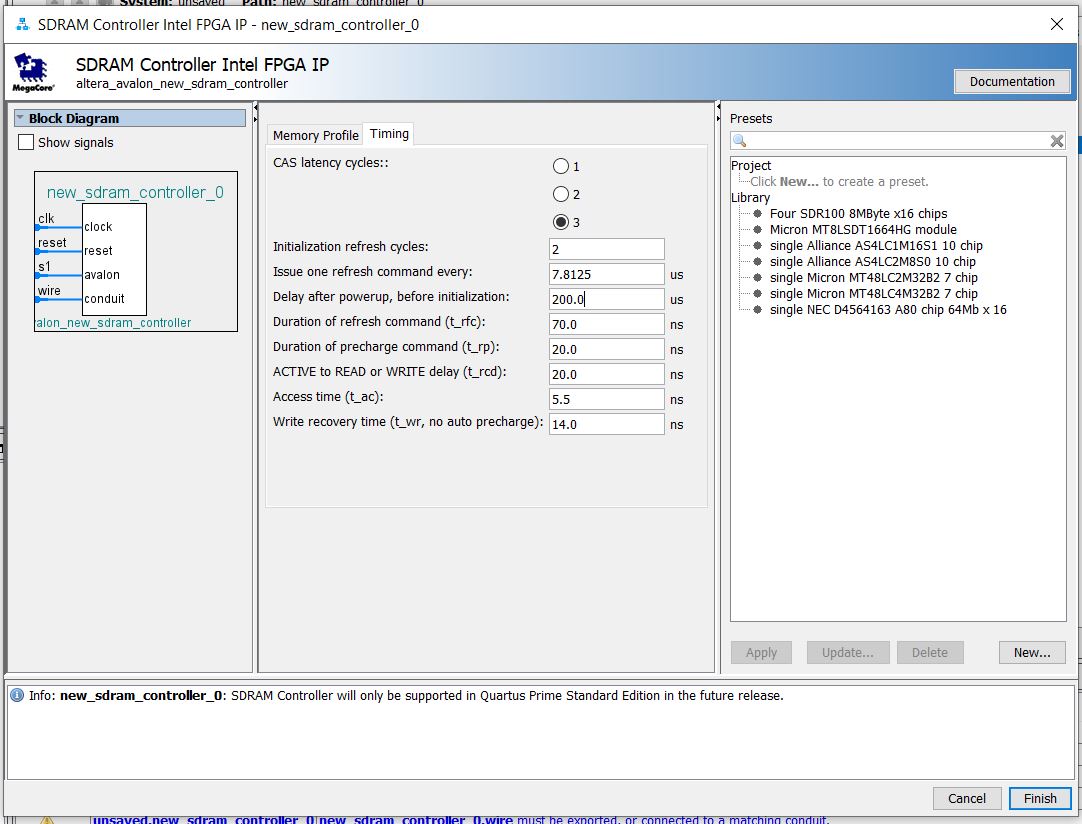 System: unsaved Path: new_sdram_controller_0
SDRAM Controller Intel FPGA IP - new_sdram_controller_0
MegaCore'
SDRAM Controller Intel FPGA IP
altera_avalon_new_sdram_controller
Documentation
Block Diagram
Show signals
new_sdram_controller_0
clk
clock
reset
reset
s1
avalon
wire
conduit
valon_new_sdram_controller
Memory Profile
Timing
CAS latency cycles::
1
2
3
Initialization refresh cycles:
2
Issue one refresh command every:
7.8125
us
Delay after powerup, before initialization:
200.0
us
Duration of refresh command (t_rfc):
70.0
ns
Duration of precharge command (t_rp):
20.0
ns
ACTIVE to READ or WRITE delay (t_rcd):
20.0
ns
Access time (t_ac):
5.5
ns
Write recovery time (t_wr, no auto precharge):
14.0
ns
Presets
Project
Click New... to create a preset.
Library
Four SDR100 8MByte x16 chips
Micron MT8LSDT1664HG module
single Alliance AS4LC1M16S1 10 chip
single Alliance AS4LC2M8S0 10 chip
single Micron MT48LC2M32B2 7 chip
single Micron MT48LC4M32B2 7 chip
single NEC D4564163 A80 chip 64Mb x 16
Apply
Update...
Delete
New...
Info: new_sdram_controller_0: SDRAM Controller will only be supported in Quartus Prime Standard Edition in the future release.
Cancel
Finish
unsaved.new_sdram_controller_0.new_sdram_controller_0.wire must be exported, or connected to a matching conduit.